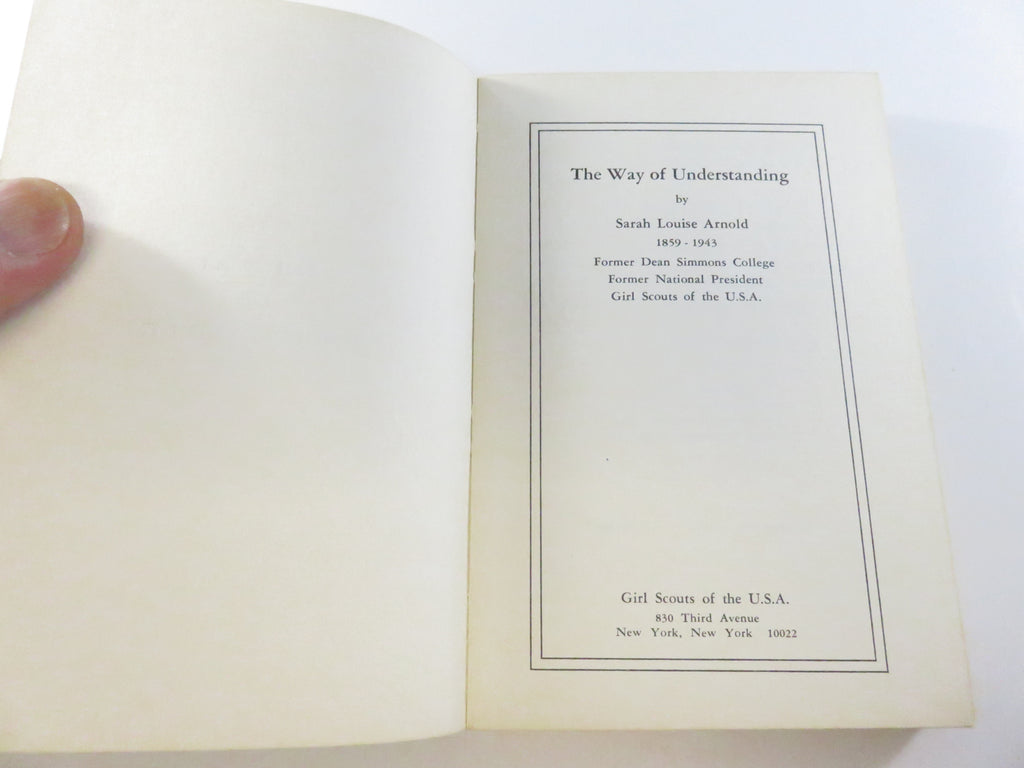 The Way of Understanding
by
Sarah Louise Arnold
1859 - 1943
Former Dean Simmons College
Former National President
Girl Scouts of the U.S.A.
Girl Scouts of the U.S.A.
830 Third Avenue
New York, New York 10022